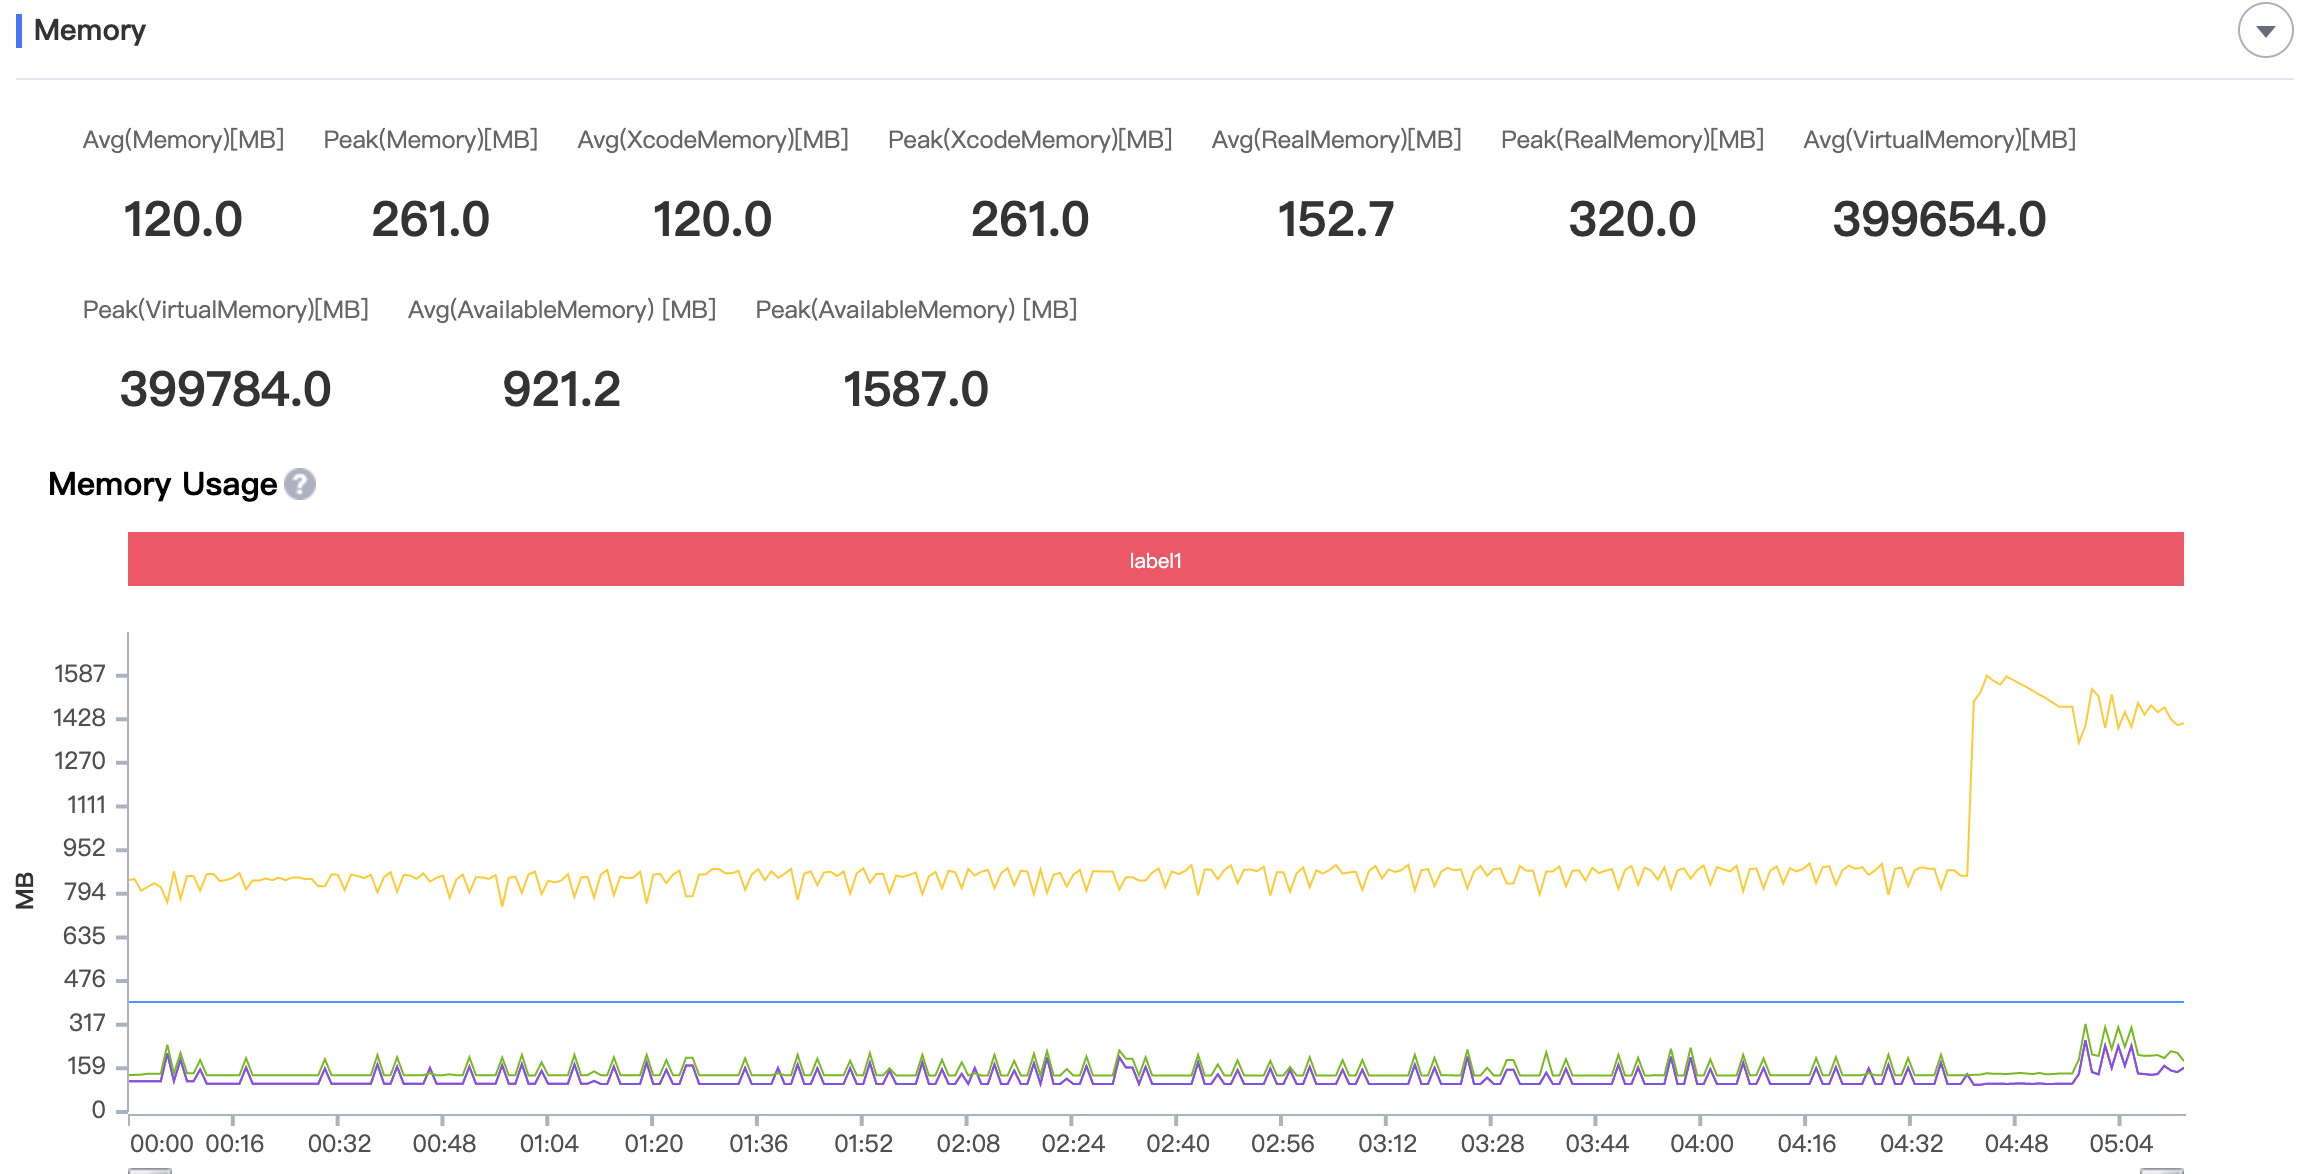 Memory
Avg(Memory)[MB] Peak(Memory)[MB] Avg(XcodeMemory)[MB] Peak(XcodeMemory)[MB] Avg(RealMemory)[MB] Peak(RealMemory)[MB] Avg(VirtualMemory)[MB]
120.0 261.0 120.0 261.0 152.7 320.0 399654.0
Peak(VirtualMemory)[MB] Avg(AvailableMemory) [MB] Peak(AvailableMemory) [MB]
399784.0 921.2 1587.0
Memory Usage ?
label1
1587
1428
1270
1111
952
794
635
476
317
159
0
MB
00:00 00:16 00:32 00:48 01:04 01:20 01:36 01:52 02:08 02:24 02:40 02:56 03:12 03:28 03:44 04:00 04:16 04:32 04:48 05:04